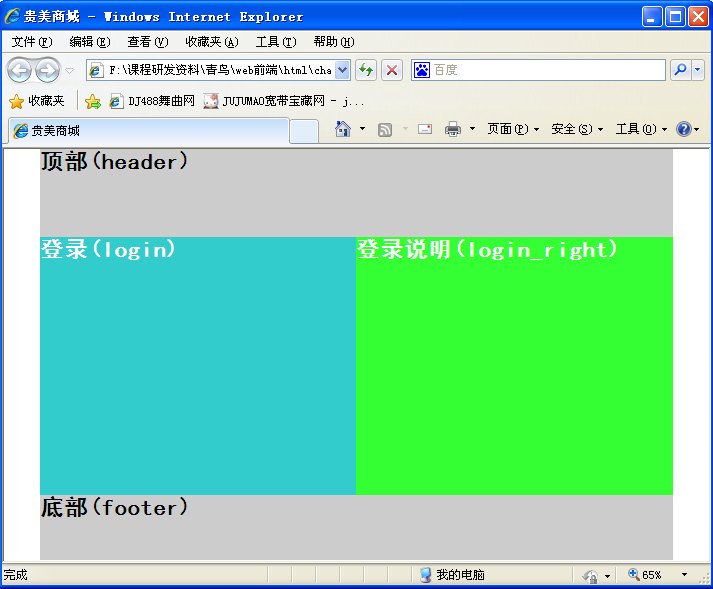 贵美商城 - Windows Internet Explorer
文件(F) 编辑(E) 查看(V) 收藏夹(A) 工具(T) 帮助(H)
F:\课程研发资料\青鸟\web前端\html\cha 百度
收藏夹 DJ488舞曲网 JUJUMAO宽带宝藏网 - j...
贵美商城 页面(P) 安全(S) 工具(O)
顶部(header)
登录(login) 登录说明(login_right)
底部(footer)
完成 我的电脑 65%